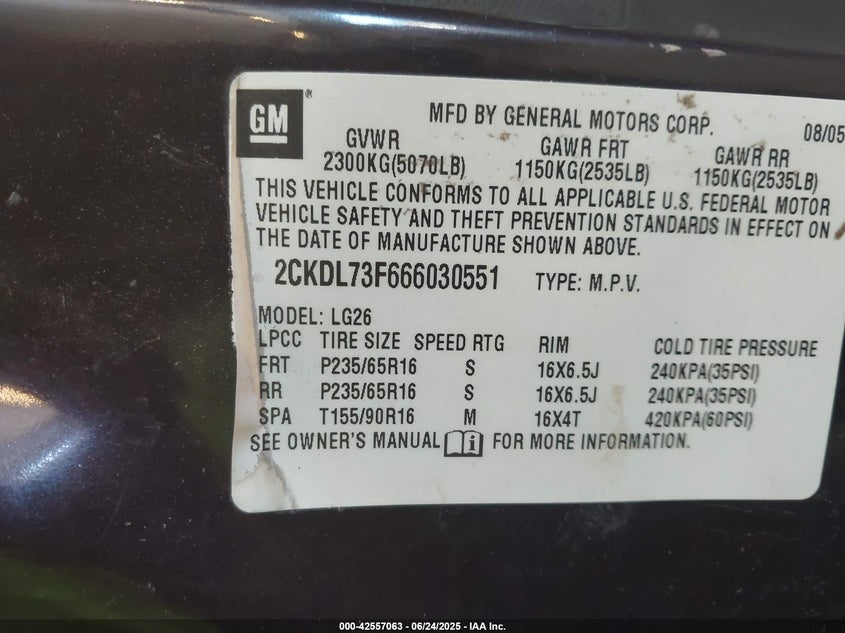 GM ®
MFD BY GENERAL MOTORS CORP. 08/05
GVWR GAWR FRT GAWR RR
2300KG(5070LB) 1150KG(2535LB) 1150KG(2535LB)
THIS VEHICLE CONFORMS TO ALL APPLICABLE U.S. FEDERAL MOTOR
VEHICLE SAFETY AND THEFT PREVENTION STANDARDS IN EFFECT ON
THE DATE OF MANUFACTURE SHOWN ABOVE.
2CKDL73F666030551 TYPE: M.P.V.
MODEL: LG26
LPCC TIRE SIZE SPEED RTG RIM COLD TIRE PRESSURE
FRT P235/65R16 S 16X6.5J 240KPA(35PSI)
RR P235/65R16 S 16X6.5J 240KPA(35PSI)
SPA T155/90R16 M 16X4T 420KPA(60PSI)
SEE OWNER'S MANUAL i FOR MORE INFORMATION.
000-42557063 - 06/24/2025 - IAA Inc.